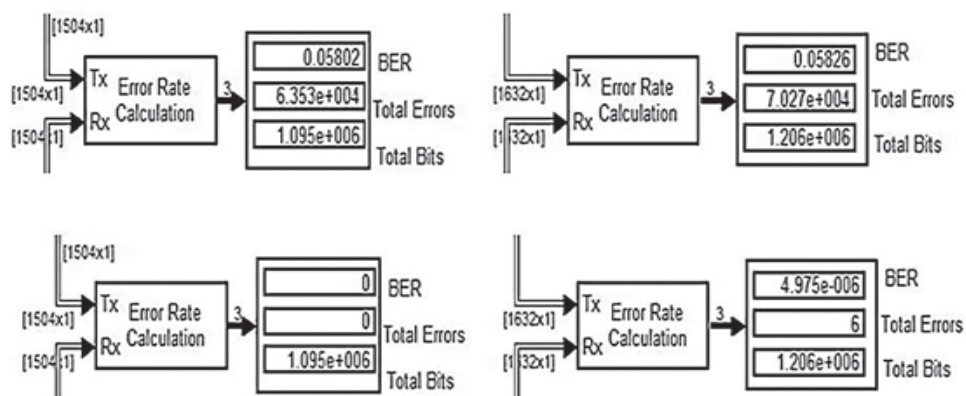 [1504x1]
Tx
Error Rate
Calculation
Rx
[1504x1]
[1504x1]
3
0.05802
BER
6.353e+004
Total Errors
1.095e+006
Total Bits
Tx
Error Rate
Calculation
Rx
[1632x1]
[1632x1]
3
0.05826
BER
7.027e+004
Total Errors
1.206e+006
Total Bits
[1504x1]
Tx
Error Rate
Calculation
Rx
[1504x1]
[1504x1]
3
0
BER
0
Total Errors
1.095e+006
Total Bits
Tx
Error Rate
Calculation
Rx
[1632x1]
[1632x1]
3
4.975e-006
BER
6
Total Errors
1.206e+006
Total Bits